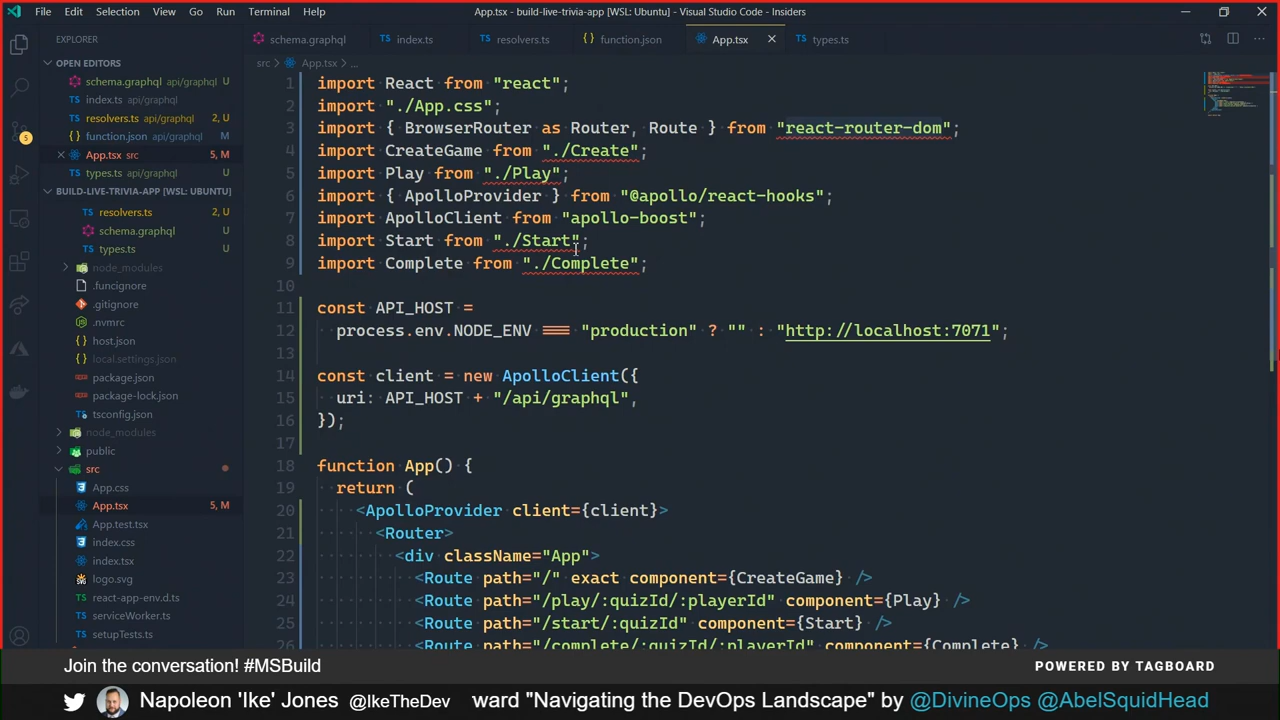 File Edit Selection View Go Run Terminal Help
App.tsx - build-live-trivia-app [WSL: Ubuntu] - Visual Studio Code - Insiders
EXPLORER
OPEN EDITORS
schema.graphql api/graphql U
index.ts api/graphql U
resolvers.ts api/graphql 2, U
function.json api/graphql M
App.tsx src 5, M
types.ts api/graphql U
BUILD-LIVE-TRIVIA-APP [WSL: UBUNTU]
resolvers.ts 2, U
schema.graphql U
types.ts U
node_modules
.funcignore
.gitignore
.nvmrc
host.json
local.settings.json
package.json
package-lock.json
tsconfig.json
node_modules
public
src
App.css
App.tsx 5, M
App.test.tsx
index.css
index.tsx
logo.svg
react-app-env.d.ts
serviceWorker.ts
setupTests.ts
5
schema.graphql index.ts resolvers.ts function.json App.tsx types.ts
src > App.tsx > ...
1 import React from "react";
2 import "./App.css";
3 import { BrowserRouter as Router, Route } from "react-router-dom";
4 import CreateGame from "./Create";
5 import Play from "./Play";
6 import { ApolloProvider } from "@apollo/react-hooks";
7 import ApolloClient from "apollo-boost";
8 import Start from "./Start";
9 import Complete from "./Complete";
10
11 const API_HOST =
12 process.env.NODE_ENV === "production" ? "" : "http://localhost:7071";
13
14 const client = new ApolloClient({
15 uri: API_HOST + "/api/graphql",
16 });
17
18 function App() {
19 return (
20 <ApolloProvider client={client}>
21 <Router>
22 <div className="App">
23 <Route path="/" exact component={CreateGame} />
24 <Route path="/play/:quizId/:playerId" component={Play} />
25 <Route path="/start/:quizId" component={Start} />
26 <Route path="/complete/:quizId/:playerId" component={Complete} />
Join the conversation! #MSBuild
POWERED BY TAGBOARD
Napoleon 'Ike' Jones @IkeTheDev ward "Navigating the DevOps Landscape" by @DivineOps @AbelSquidHead